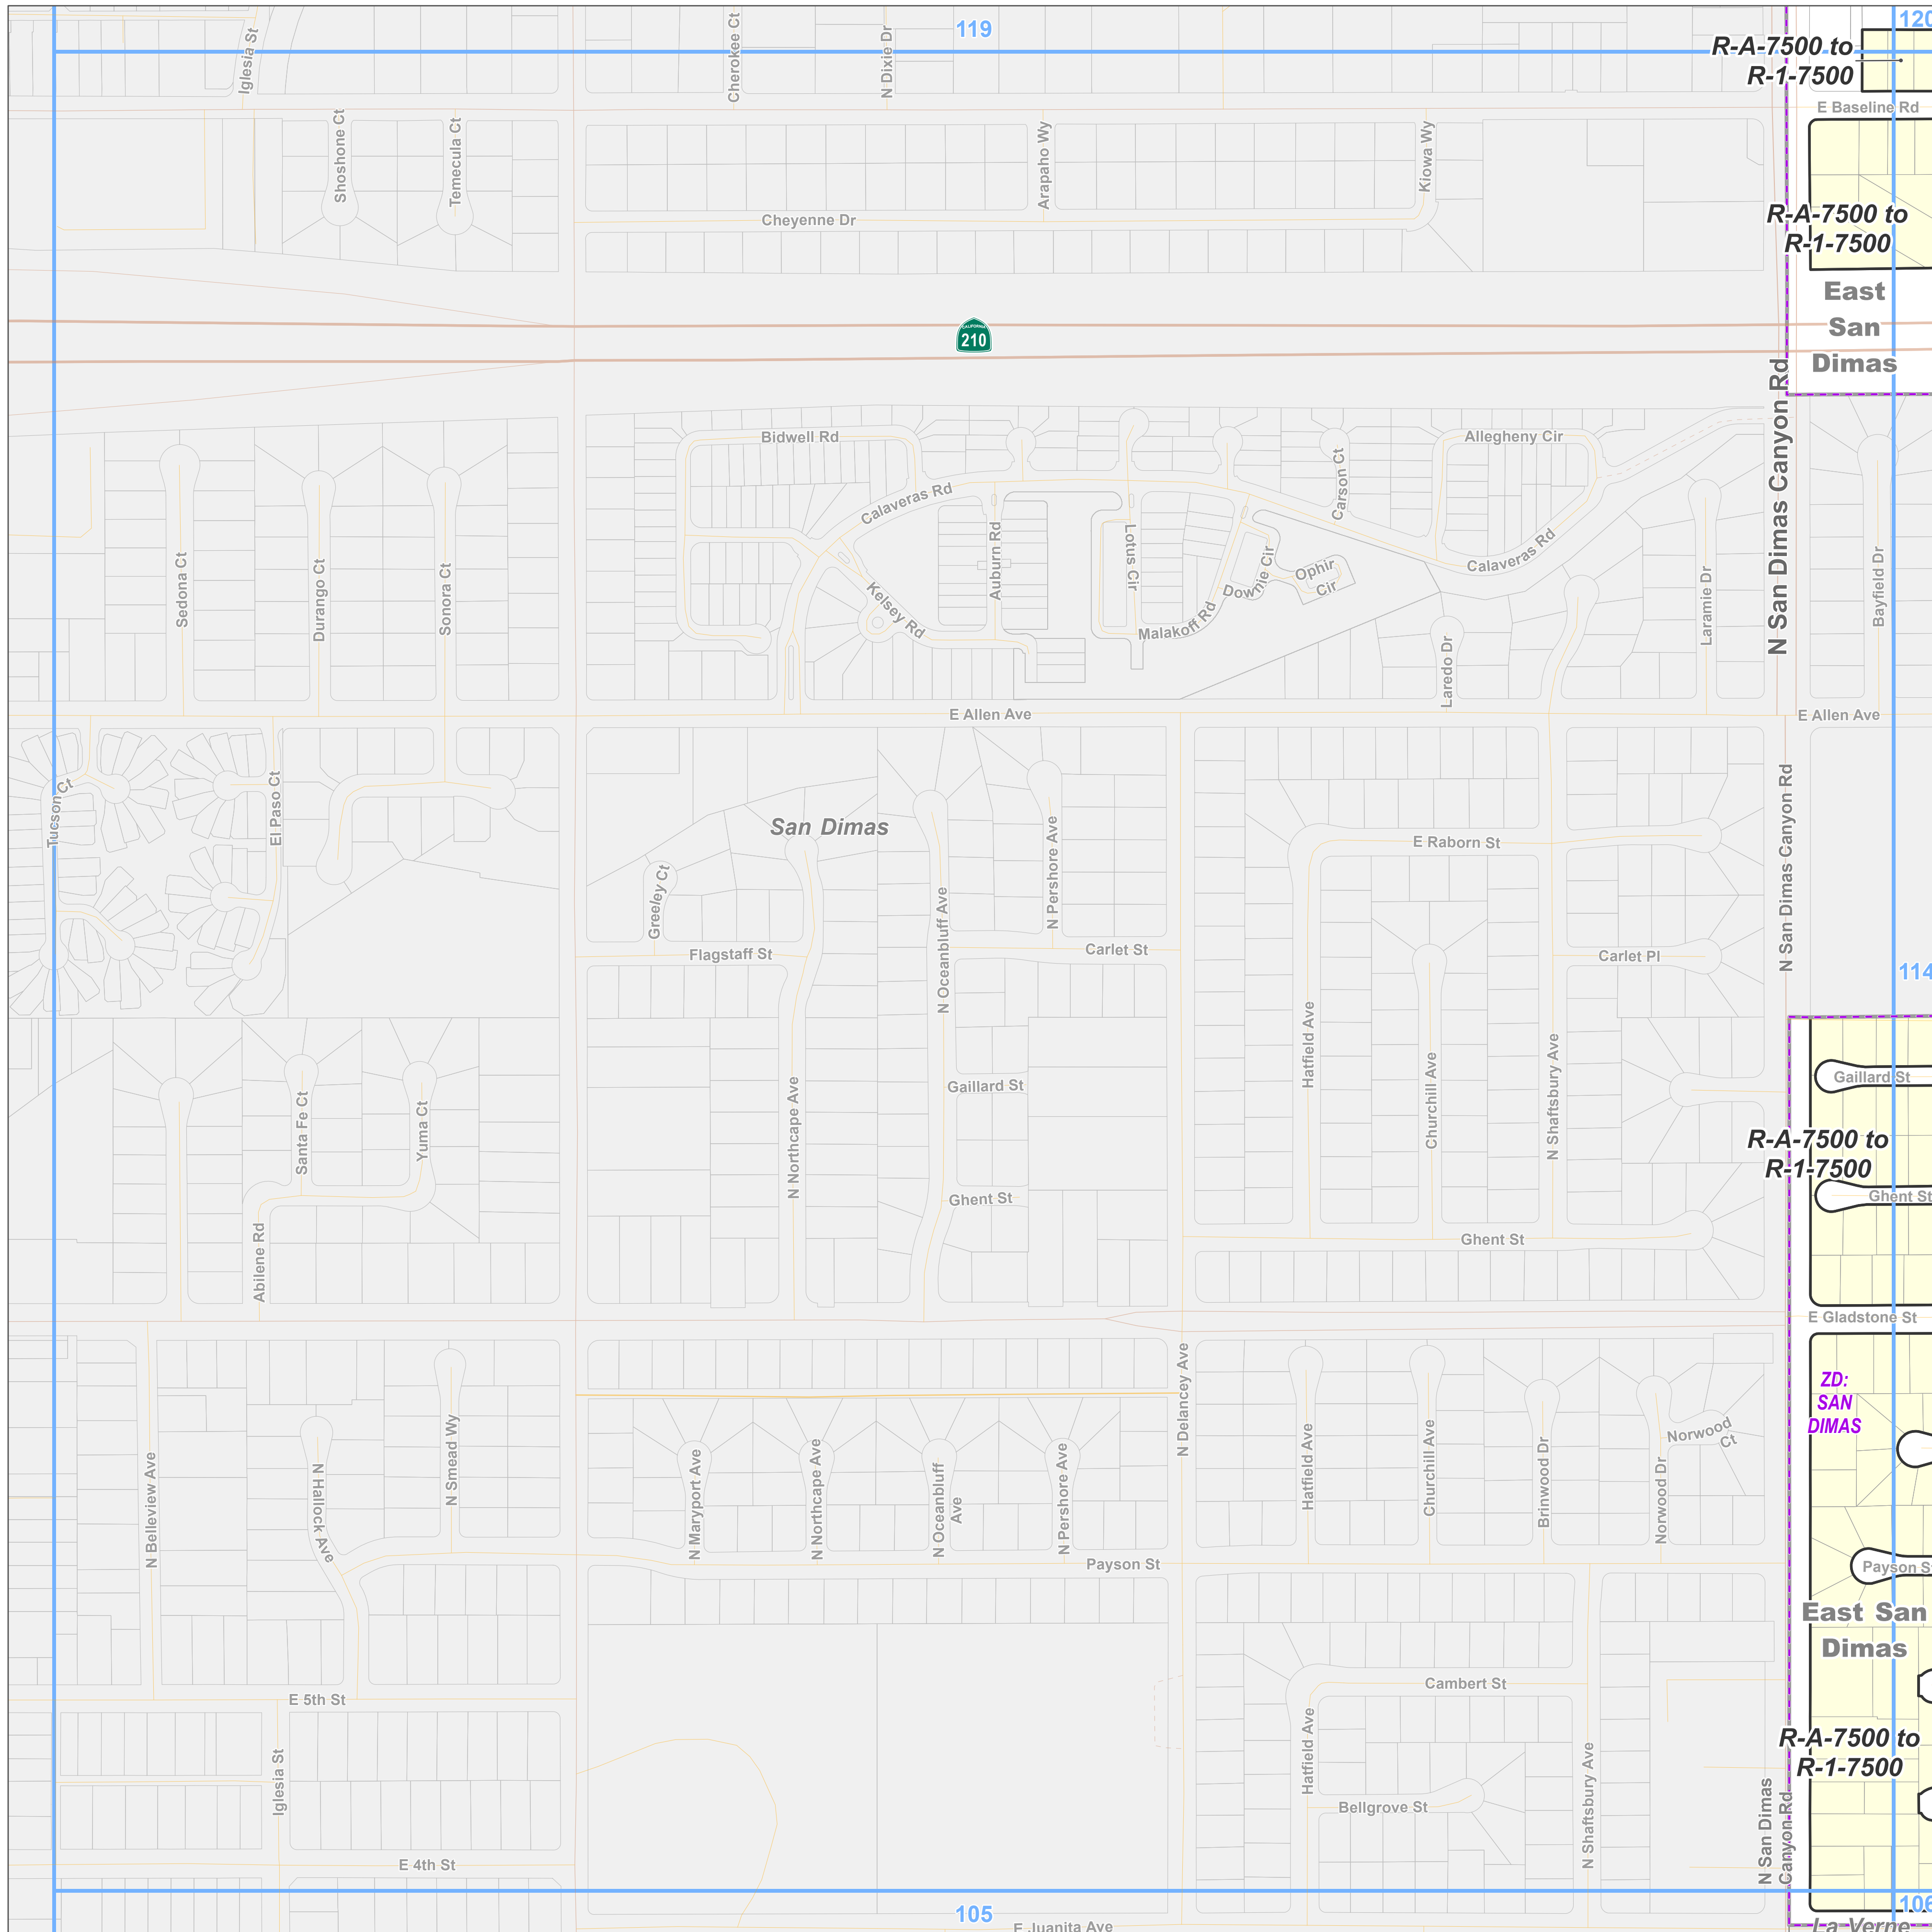 119
120
Iglesia St
Cherokee Ct
N Dixie Dr
R-A-7500 to
R-1-7500
E Baseline Rd
Shoshone Ct
Temecula Ct
Arapaho Wy
Kiowa Wy
Cheyenne Dr
R-A-7500 to
R-1-7500
East
San
Dimas
CALIFORNIA
210
N San Dimas Canyon Rd
Bidwell Rd
Allegheny Cir
Calaveras Rd
Carson Ct
Sedona Ct
Durango Ct
Sonora Ct
Kelsey Rd
Auburn Rd
Lotus Cir
Malakoff Rd
Downie Cir
Ophir
Cir
Calaveras Rd
Laredo Dr
Laramie Dr
Bayfield Dr
E Allen Ave
E Allen Ave
Tucson Ct
El Paso Ct
San Dimas
Greeley Ct
Flagstaff St
N Oceanbluff Ave
N Pershore Ave
Carlet St
E Raborn St
Carlet Pl
N San Dimas Canyon Rd
114
Hatfield Ave
Churchill Ave
N Shaftsbury Ave
Santa Fe Ct
Yuma Ct
Abilene Rd
N Northcape Ave
Gaillard St
Ghent St
Ghent St
Gaillard St
R-A-7500 to
R-1-7500
Ghent St
E Gladstone St
N Belleview Ave
N Hallock Ave
N Smead Wy
N Maryport Ave
N Northcape Ave
N Oceanbluff
Ave
N Pershore Ave
N Delancey Ave
Hatfield Ave
Churchill Ave
Brinwood Dr
Norwood Dr
Norwood
Ct
ZD:
SAN
DIMAS
Payson St
Payson S
East San
Dimas
E 5th St
Iglesia St
E 4th St
Cambert St
Hatfield Ave
Bellgrove St
N Shaftsbury Ave
N San Dimas
Canyon Rd
R-A-7500 to
R-1-7500
105
106
E Juanita Ave
La Verne